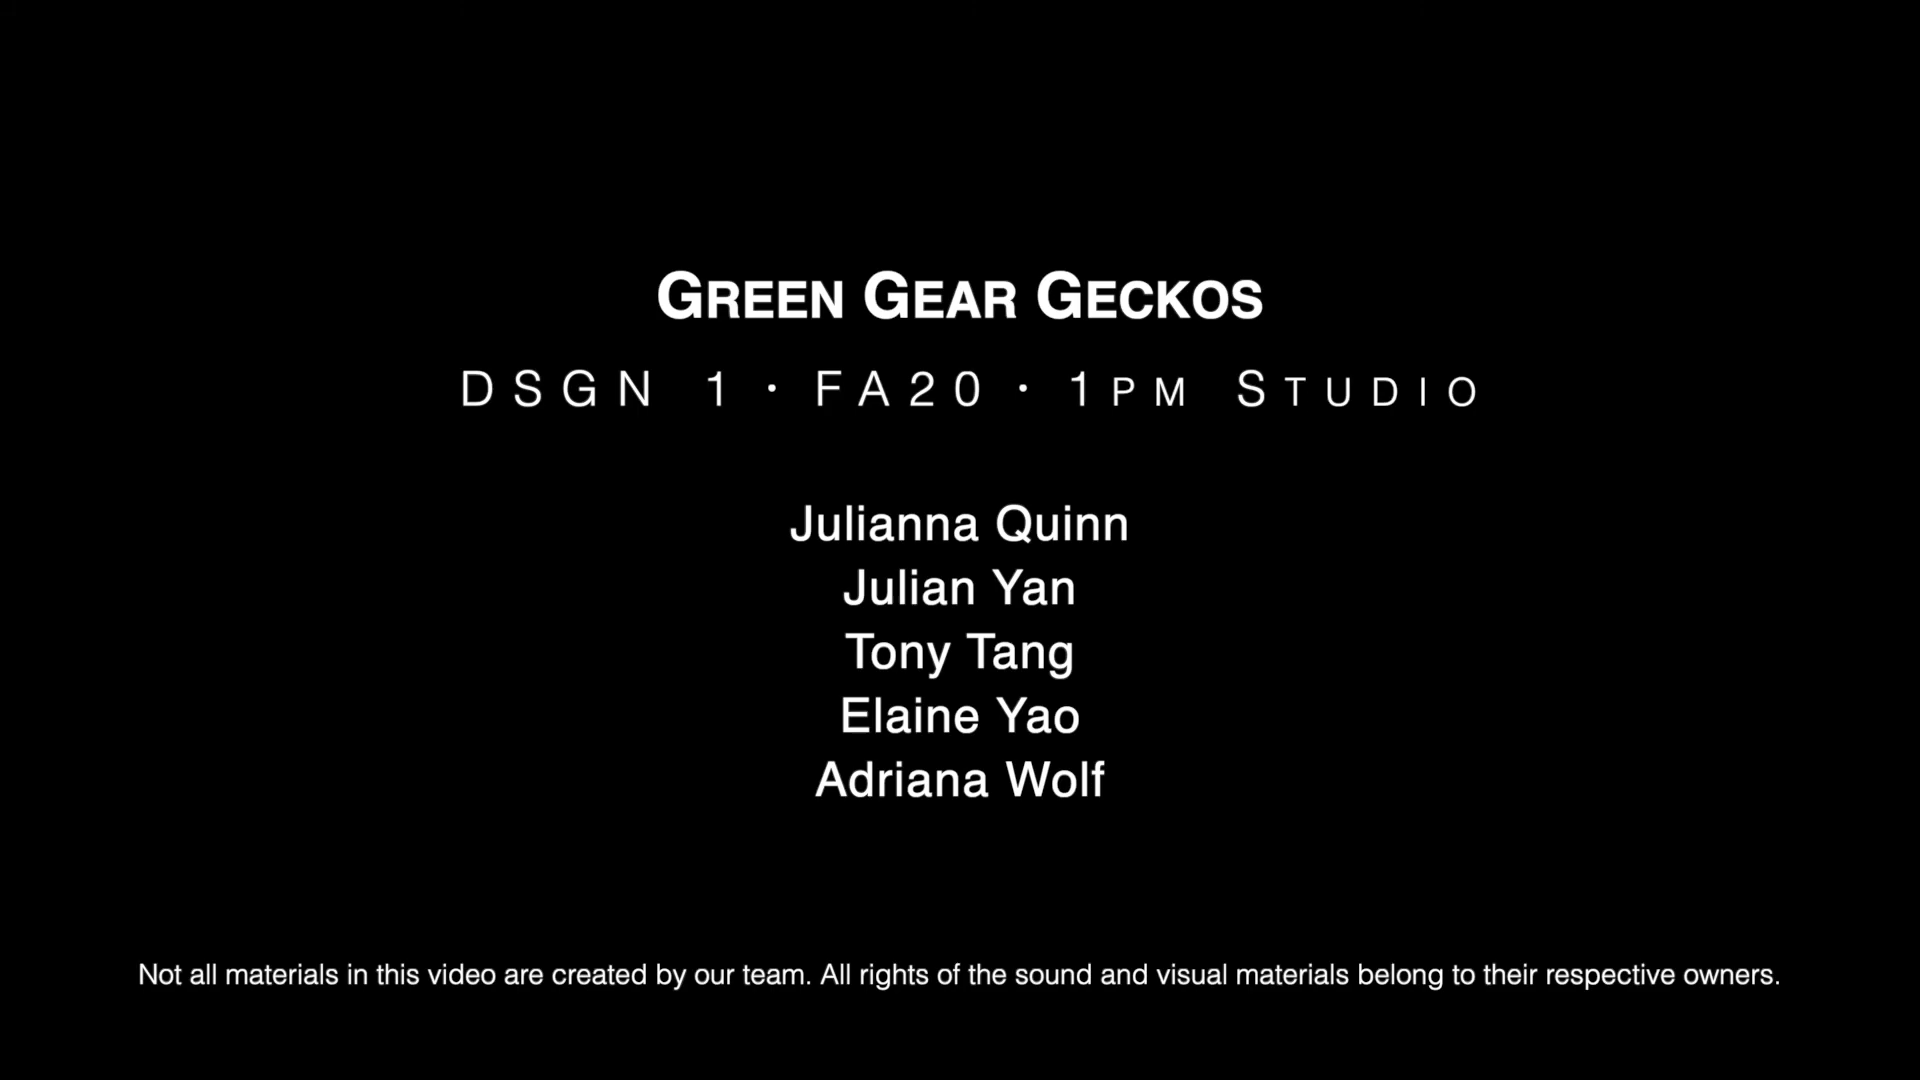 Green Gear Geckos
DSGN 1 · FA20 · 1pm Studio
Julianna Quinn
Julian Yan
Tony Tang
Elaine Yao
Adriana Wolf
Not all materials in this video are created by our team. All rights of the sound and visual materials belong to their respective owners.